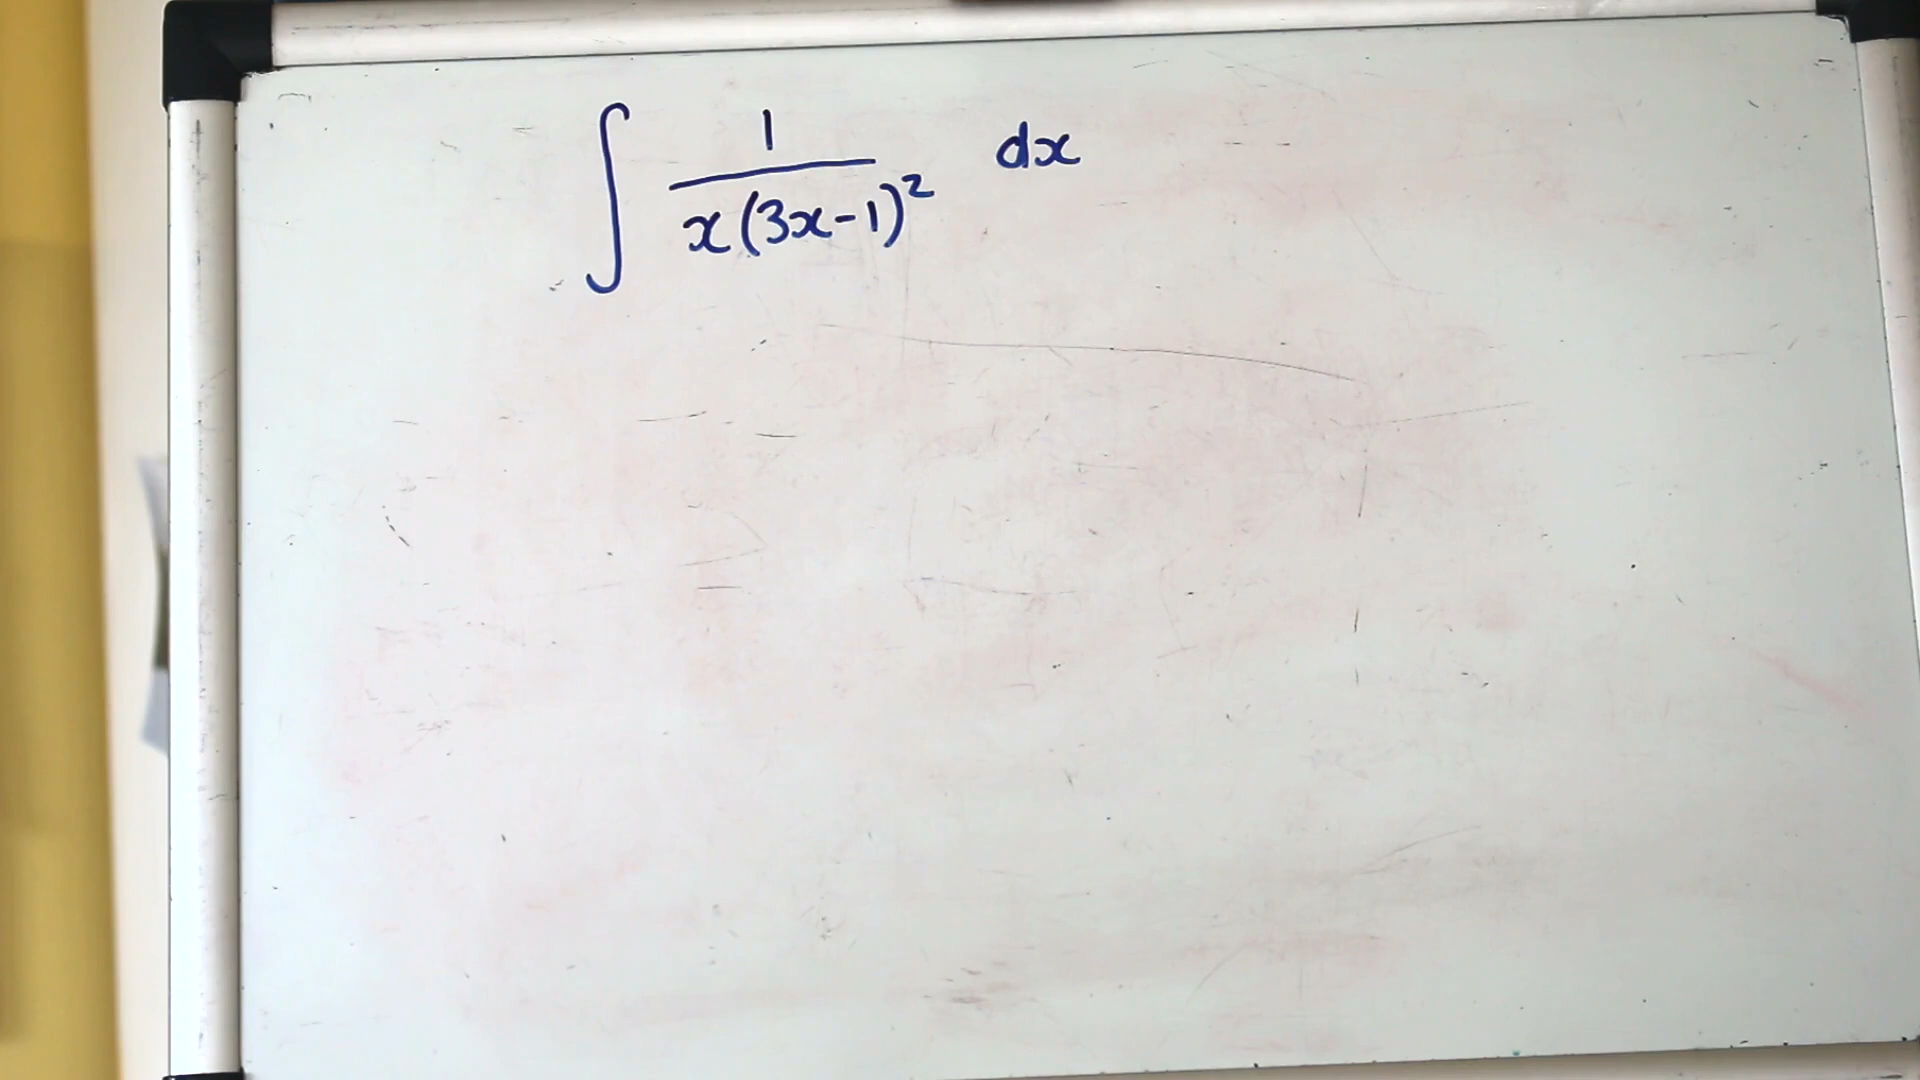 ∫ 1/(x(3x-1)²) dx